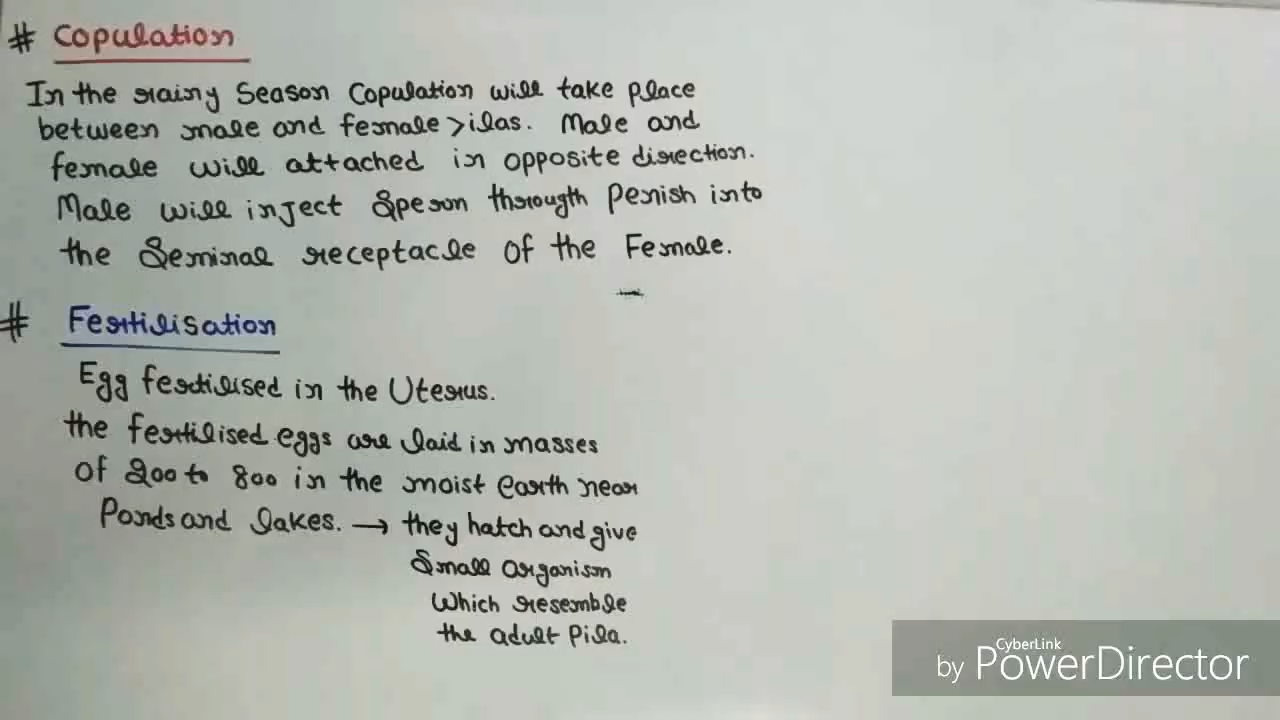 # Copulation
In the rainy Season Copulation will take place
between male and female >ilas. Male and
female will attached in opposite direction.
Male will inject Sperm througth Penish into
the Seminal receptacle of the Female.
# Fertilisation
Egg fertilised in the Uterus.
the fertilised eggs are laid in masses
of 200 to 800 in the moist earth near
Ponds and lakes. → they hatch and give
Small organism
Which resemble
the adult Pila.
CyberLink
by PowerDirector